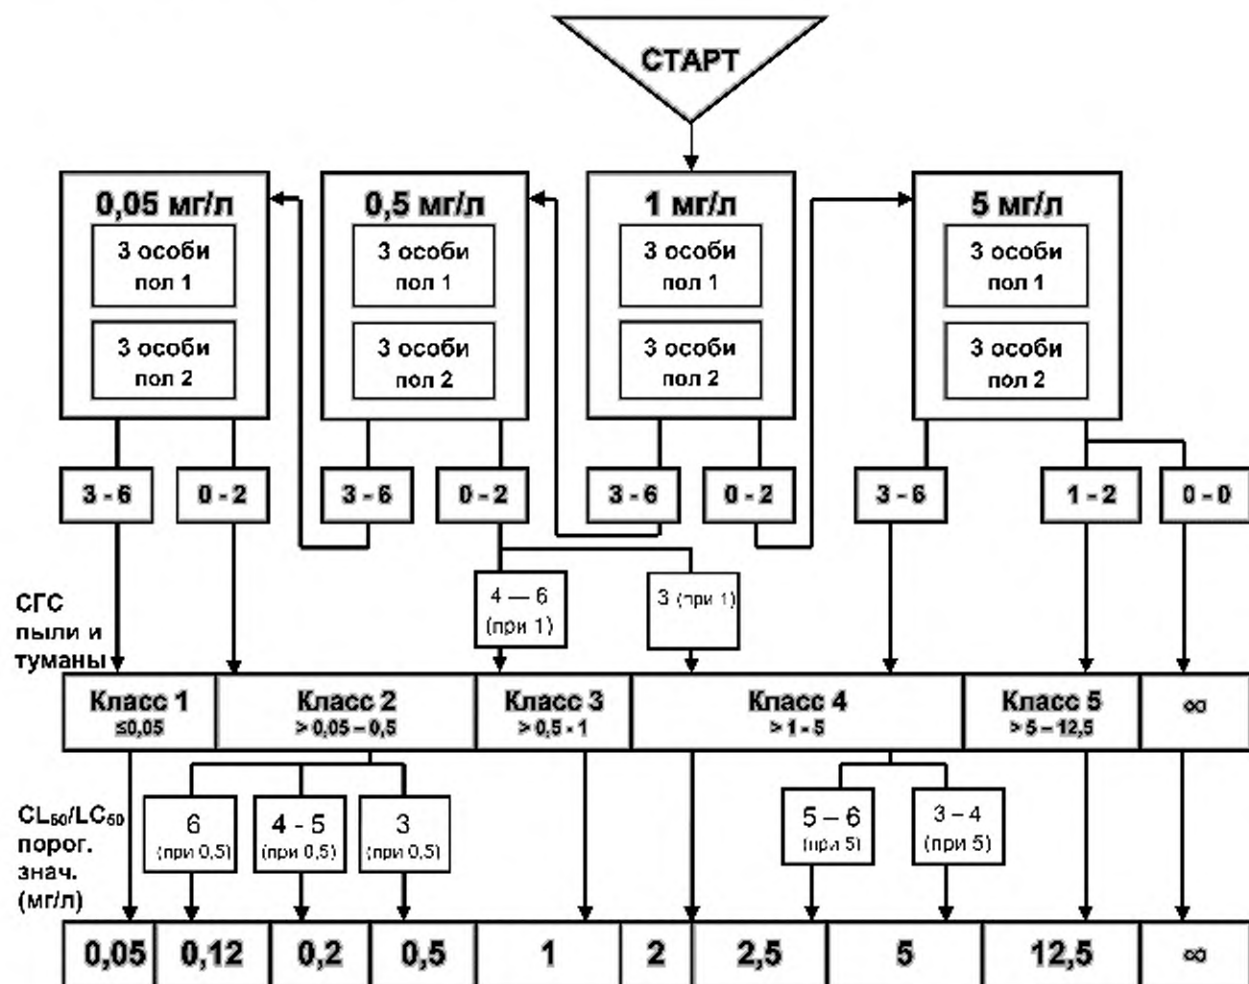 СТАРТ
0,05 мг/л
3 особи
пол 1
3 особи
пол 2
0,5 мг/л
3 особи
пол 1
3 особи
пол 2
1 мг/л
3 особи
пол 1
3 особи
пол 2
5 мг/л
3 особи
пол 1
3 особи
пол 2
3 - 6
0 - 2
3 - 6
0 - 2
3 - 6
0 - 2
3 - 6
1 - 2
0 - 0
4 — 6
(при 1)
3 (при 1)
СГС
пыли и
туманы
Класс 1
≤0,05
Класс 2
> 0,05 – 0,5
Класс 3
> 0,5 - 1
Класс 4
> 1 - 5
Класс 5
> 5 – 12,5
∞
6
(при 0,5)
4 - 5
(при 0,5)
3
(при 0,5)
5 – 6
(при 5)
3 – 4
(при 5)
CL₅₀/LC₅₀
порог.
знач.
(мг/л)
0,05
0,12
0,2
0,5
1
2
2,5
5
12,5
∞